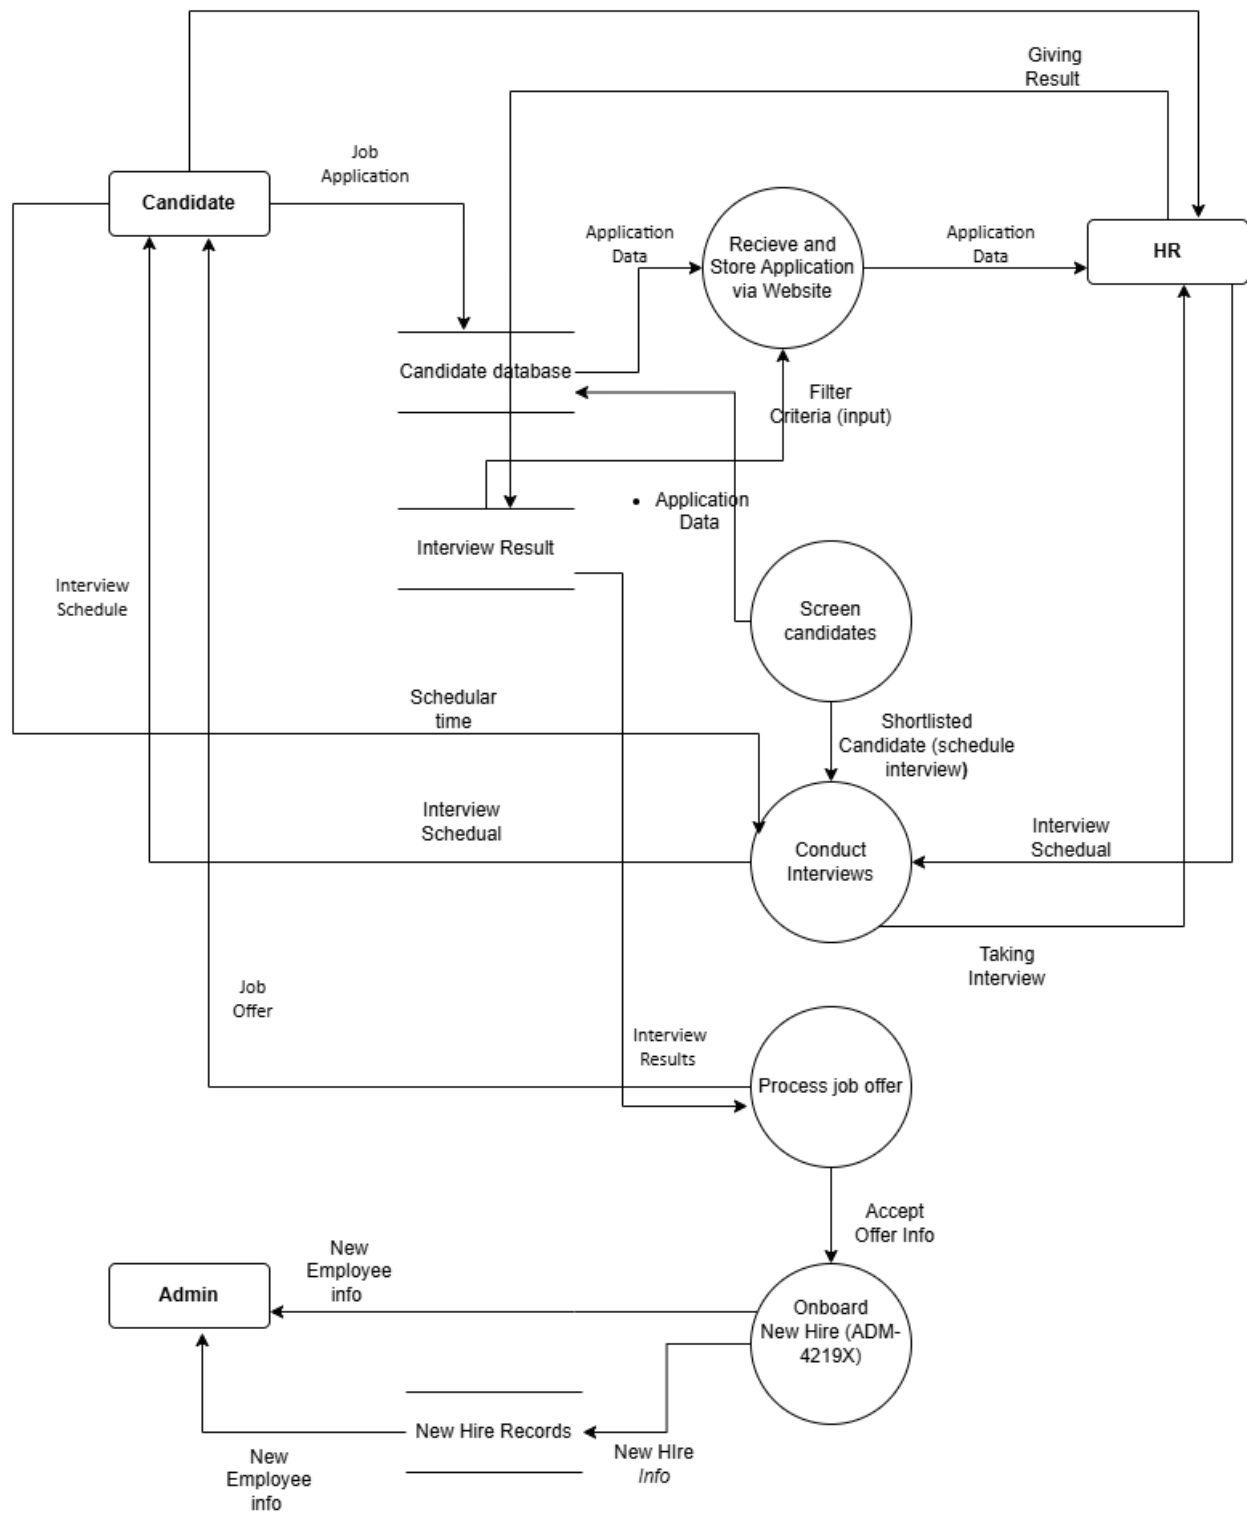 Giving
Result
Job
Application
Candidate
Application
Data
Recieve and
Store Application
via Website
Application
Data
HR
Candidate database
Filter
Criteria (input)
• Application
Data
Interview Result
Interview
Schedule
Screen
candidates
Schedular
time
Shortlisted
Candidate (schedule
interview)
Interview
Schedual
Conduct
Interviews
Interview
Schedual
Taking
Interview
Job
Offer
Interview
Results
Process job offer
Accept
Offer Info
New
Employee
info
Admin
Onboard
New Hire (ADM-
4219X)
New Hire Records
New HIre
Info
New
Employee
info